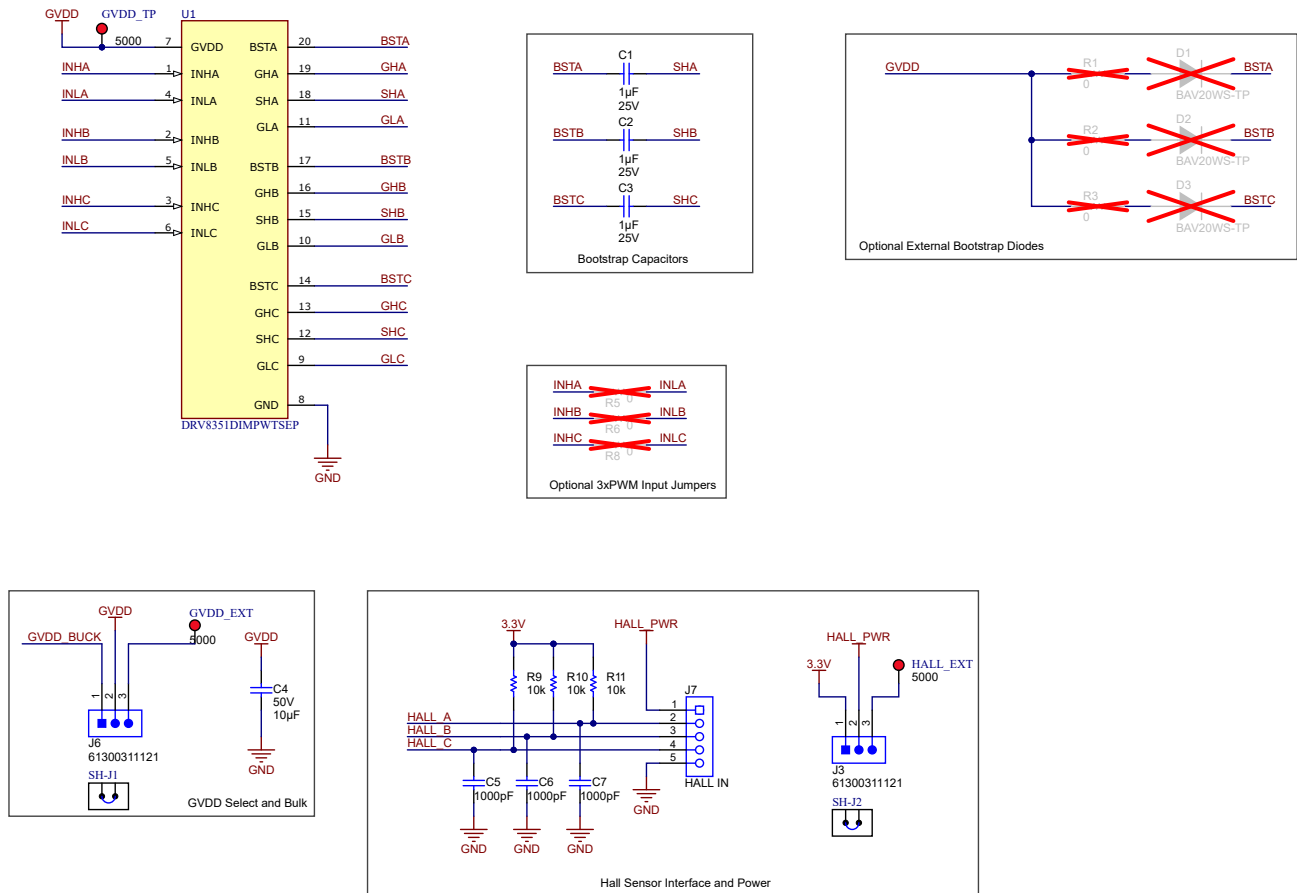 GVDD
GVDD_TP
5000
U1
7 GVDD BSTA 20 BSTA
INHA 1 INHA GHA 19 GHA
INLA 4 INLA SHA 18 SHA
GLA 11 GLA
INHB 2 INHB
INLB 5 INLB BSTB 17 BSTB
GHB 16 GHB
INHC 3 INHC SHB 15 SHB
INLC 6 INLC GLB 10 GLB
BSTC 14 BSTC
GHC 13 GHC
SHC 12 SHC
GLC 9 GLC
GND 8
DRV8351DIMPWTSEP
GND
C1
BSTA SHA
1µF
25V
C2
BSTB SHB
1µF
25V
C3
BSTC SHC
1µF
25V
Bootstrap Capacitors
GVDD R1 D1 BSTA
0 BAV20WS-TP
R2 D2 BSTB
0 BAV20WS-TP
R3 D3 BSTC
0 BAV20WS-TP
Optional External Bootstrap Diodes
INHA INLA
R5 0
INHB INLB
R6 0
INHC INLC
R8 0
Optional 3xPWM Input Jumpers
GVDD
GVDD_EXT
5000
GVDD_BUCK
GVDD
1 2 3
C4
50V
10µF
J6
61300311121
GND
SH-J1
GVDD Select and Bulk
3.3V
HALL_PWR
R9
10k
R10
10k
R11
10k
J7
HALL_A
HALL_B
HALL_C
1
2
3
4
5
HALL IN
C5
1000pF
C6
1000pF
C7
1000pF
GND
GND
GND
GND
HALL_PWR
3.3V
HALL_EXT
5000
1 2 3
J3
61300311121
SH-J2
Hall Sensor Interface and Power